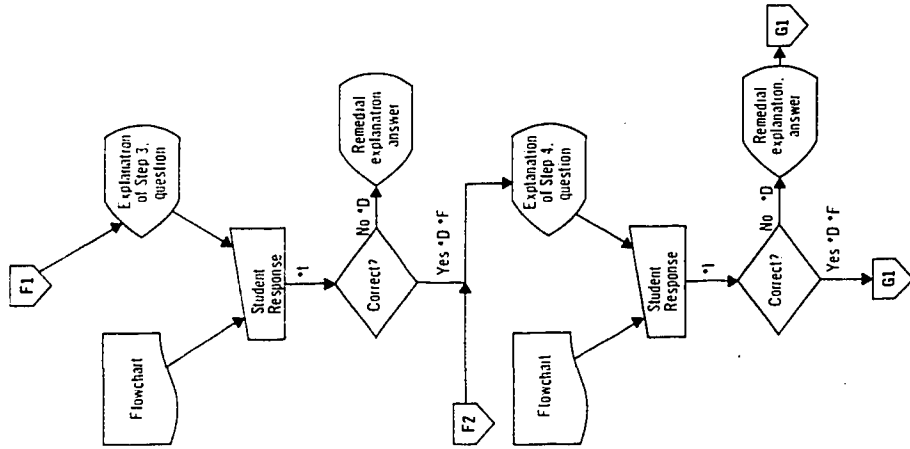 F1
Explanation
of Step 3,
question
Flowchart
Student
Response
*1
Correct?
No *D
Remedial
explanation
answer
Yes *D *F
F2
Explanation
of Step 4,
question
Flowchart
Student
Response
*1
Correct?
No *D
Remedial
explanation,
answer
G1
Yes *D *F
G1